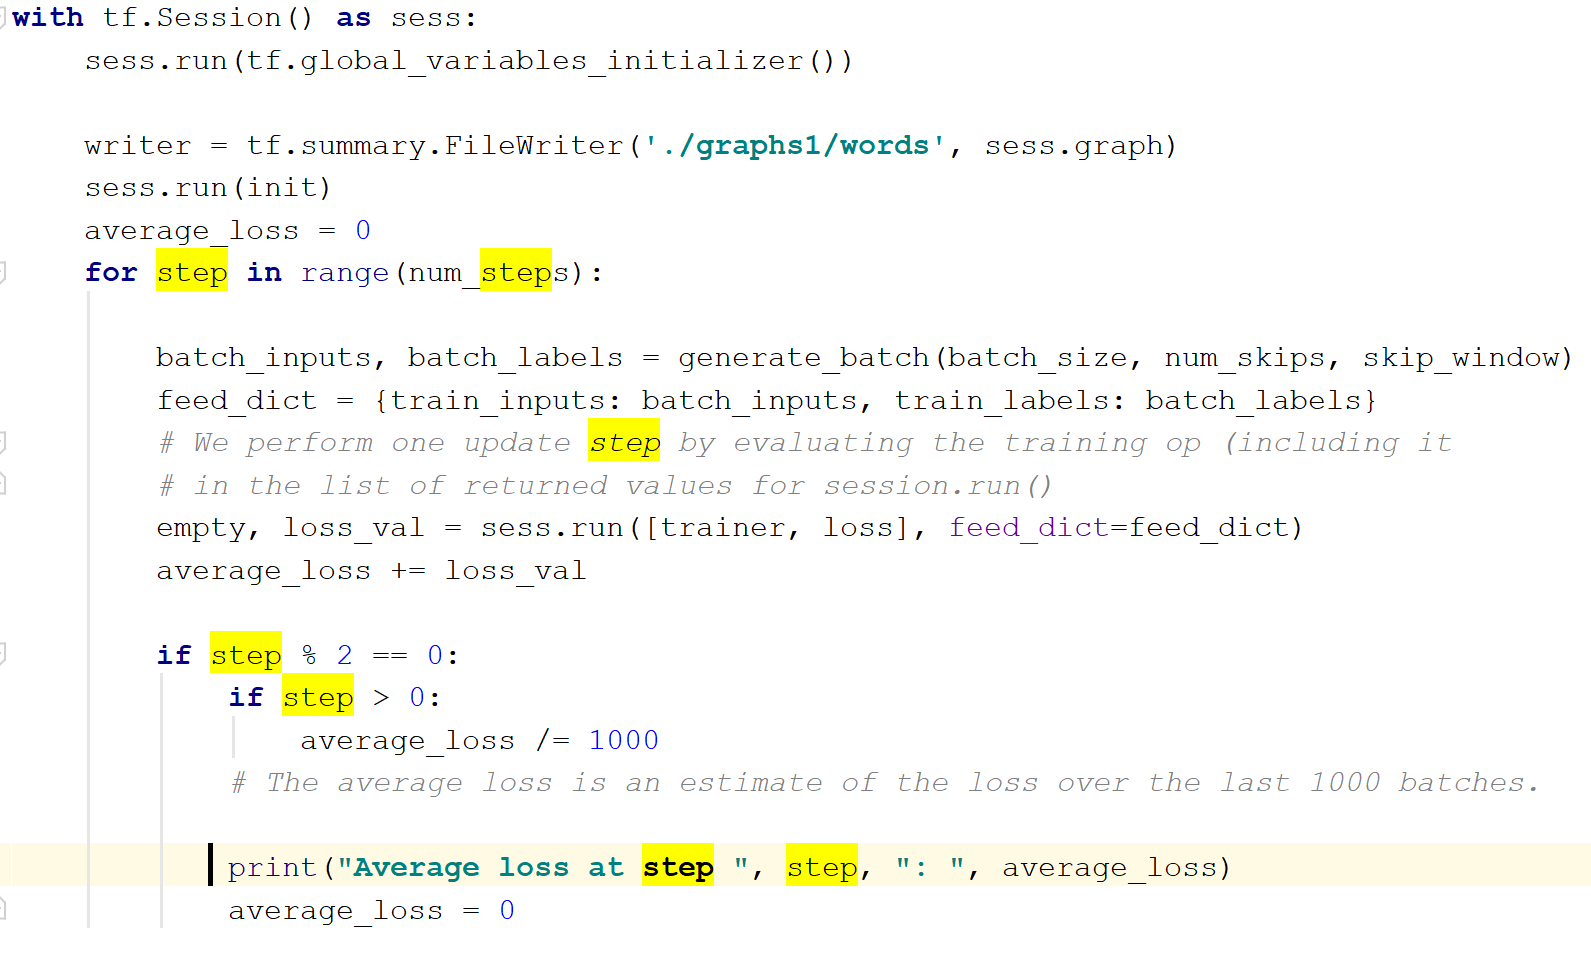 with tf.Session() as sess:
    sess.run(tf.global_variables_initializer())
    writer = tf.summary.FileWriter('./graphs1/words', sess.graph)
    sess.run(init)
    average_loss = 0
    for step in range(num_steps):
        batch_inputs, batch_labels = generate_batch(batch_size, num_skips, skip_window)
        feed_dict = {train_inputs: batch_inputs, train_labels: batch_labels}
        # We perform one update step by evaluating the training op (including it
        # in the list of returned values for session.run()
        empty, loss_val = sess.run([trainer, loss], feed_dict=feed_dict)
        average_loss += loss_val
        if step % 2 == 0:
            if step > 0:
                average_loss /= 1000
            # The average loss is an estimate of the loss over the last 1000 batches.
            print("Average loss at step ", step, ": ", average_loss)
            average_loss = 0